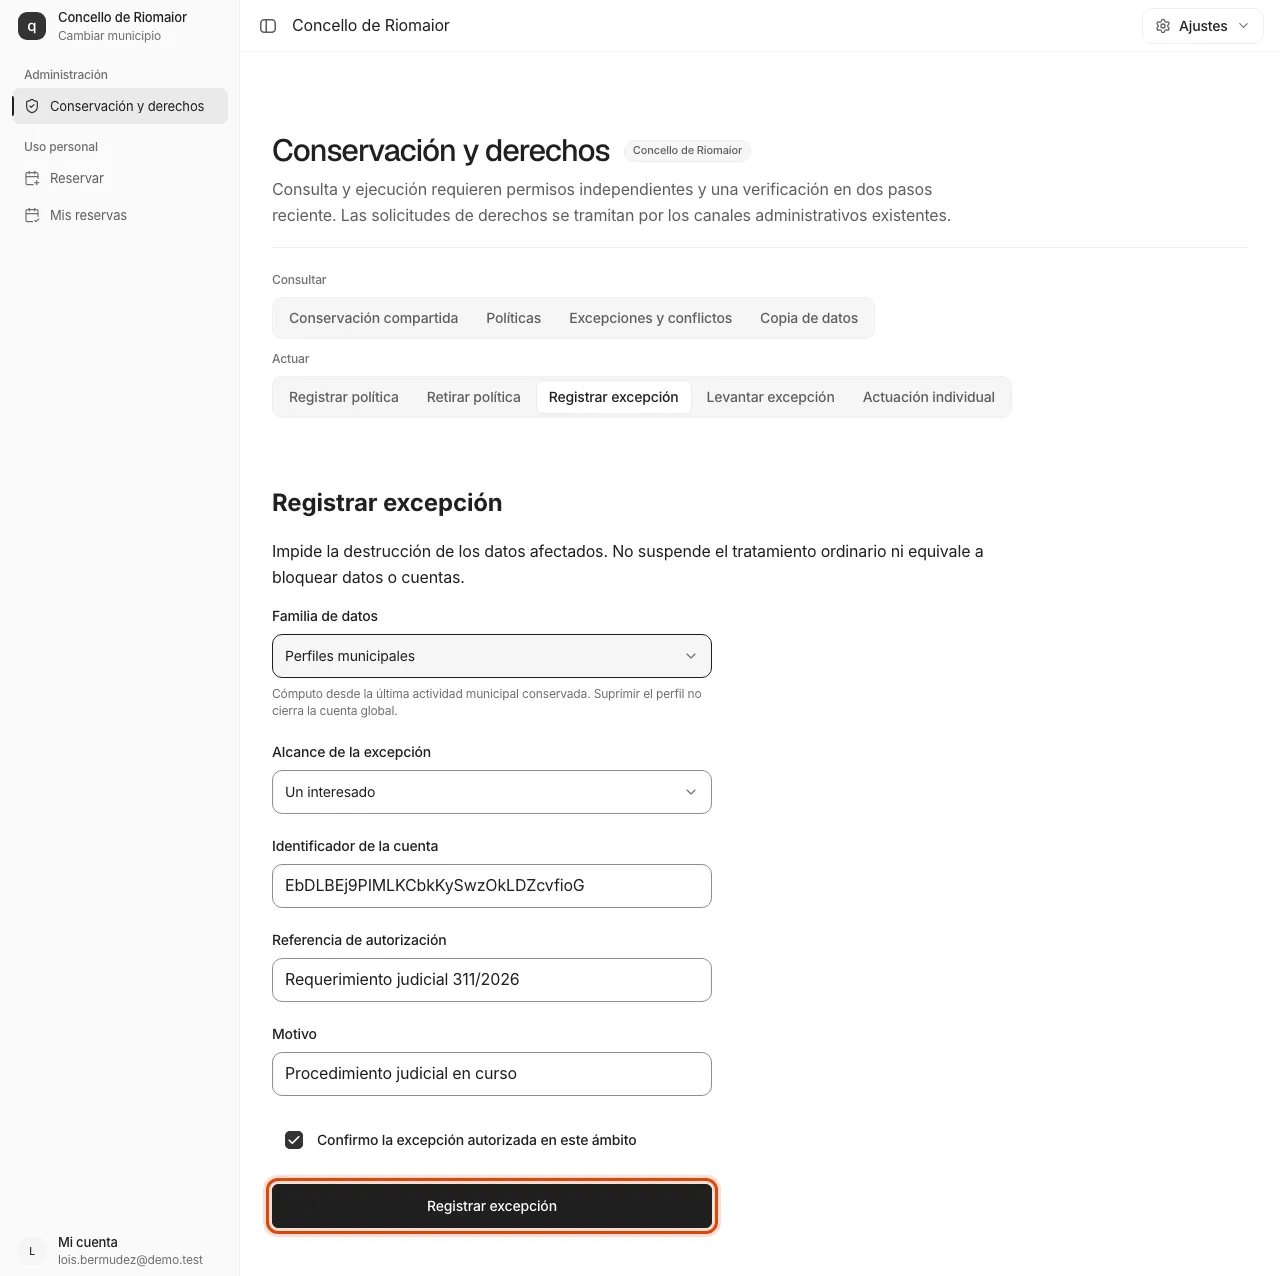 q
Concello de Riomaior
Cambiar municipio
Administración
Conservación y derechos
Uso personal
Reservar
Mis reservas
Concello de Riomaior
Ajustes
Conservación y derechos
Concello de Riomaior
Consulta y ejecución requieren permisos independientes y una verificación en dos pasos
reciente. Las solicitudes de derechos se tramitan por los canales administrativos existentes.
Consultar
Conservación compartida Políticas Excepciones y conflictos Copia de datos
Actuar
Registrar política Retirar política Registrar excepción Levantar excepción Actuación individual
Registrar excepción
Impide la destrucción de los datos afectados. No suspende el tratamiento ordinario ni equivale a
bloquear datos o cuentas.
Familia de datos
Perfiles municipales
Cómputo desde la última actividad municipal conservada. Suprimir el perfil no
cierra la cuenta global.
Alcance de la excepción
Un interesado
Identificador de la cuenta
EbDLBEj9PIMLKCbkKySwzOkLDZcvfioG
Referencia de autorización
Requerimiento judicial 311/2026
Motivo
Procedimiento judicial en curso
Confirmo la excepción autorizada en este ámbito
Registrar excepción
L
Mi cuenta
lois.bermudez@demo.test